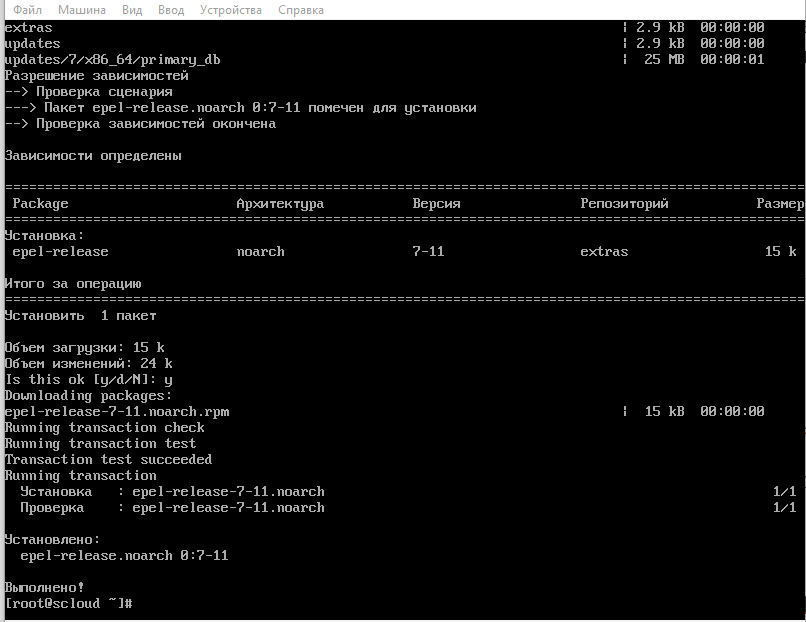 Файл Машина Вид Ввод Устройства Справка
extras | 2.9 kB 00:00:00
updates | 2.9 kB 00:00:00
updates/7/x86_64/primary_db | 25 MB 00:00:01
Разрешение зависимостей
--> Проверка сценария
---> Пакет epel-release.noarch 0:7-11 помечен для установки
--> Проверка зависимостей окончена
Зависимости определены
================================================================================
Package Архитектура Версия Репозиторий Размер
================================================================================
Установка:
epel-release noarch 7-11 extras 15 k
Итого за операцию
================================================================================
Установить 1 пакет
Объем загрузки: 15 k
Объем изменений: 24 k
Is this ok [y/d/N]: y
Downloading packages:
epel-release-7-11.noarch.rpm | 15 kB 00:00:00
Running transaction check
Running transaction test
Transaction test succeeded
Running transaction
Установка : epel-release-7-11.noarch 1/1
Проверка : epel-release-7-11.noarch 1/1
Установлено:
epel-release.noarch 0:7-11
Выполнено!
[root@scloud ~]#